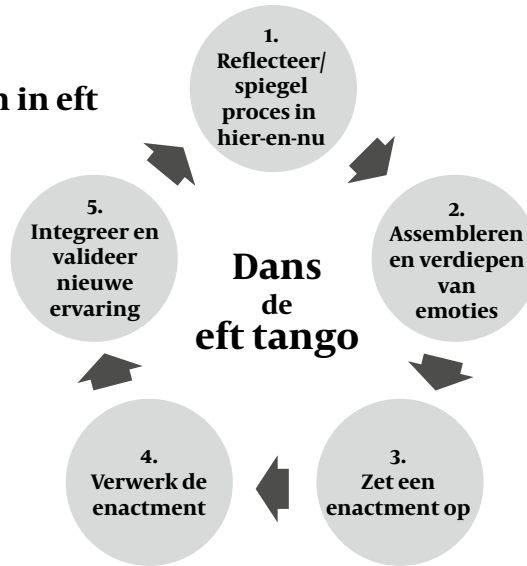 n in eft
1.
Reflecteer/
spiegel
proces in
hier-en-nu
2.
Assembleren
en verdiepen
van
emoties
3.
Zet een
enactment op
4.
Verwerk de
enactment
5.
Integreer en
valideer
nieuwe
ervaring
Dans
de
eft tango